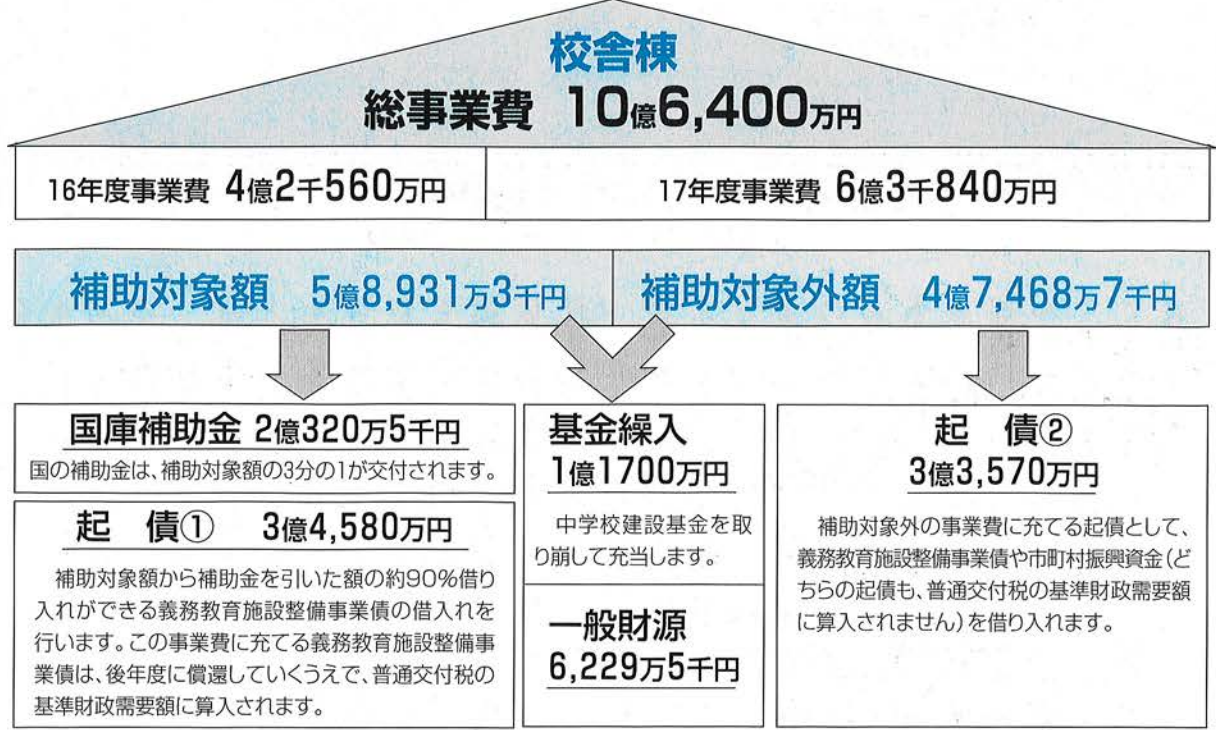 校舎棟
総事業費 10億6,400万円
16年度事業費 4億2千560万円
17年度事業費 6億3千840万円
補助対象額 5億8,931万3千円
補助対象外額 4億7,468万7千円
国庫補助金 2億320万5千円
国の補助金は、補助対象額の3分の1が交付されます。
起 債① 3億4,580万円
補助対象額から補助金を引いた額の約90%借り
入れができる義務教育施設整備事業債の借入れを
行います。この事業費に充てる義務教育施設整備事
業債は、後年度に償還していくうえで、普通交付税の
基準財政需要額に算入されます。
基金繰入
1億1700万円
中学校建設基金を取
り崩して充当します。
一般財源
6,229万5千円
起 債②
3億3,570万円
補助対象外の事業費に充てる起債として、
義務教育施設整備事業債や市町村振興資金(ど
ちらの起債も、普通交付税の基準財政需要額
に算入されません)を借り入れます。